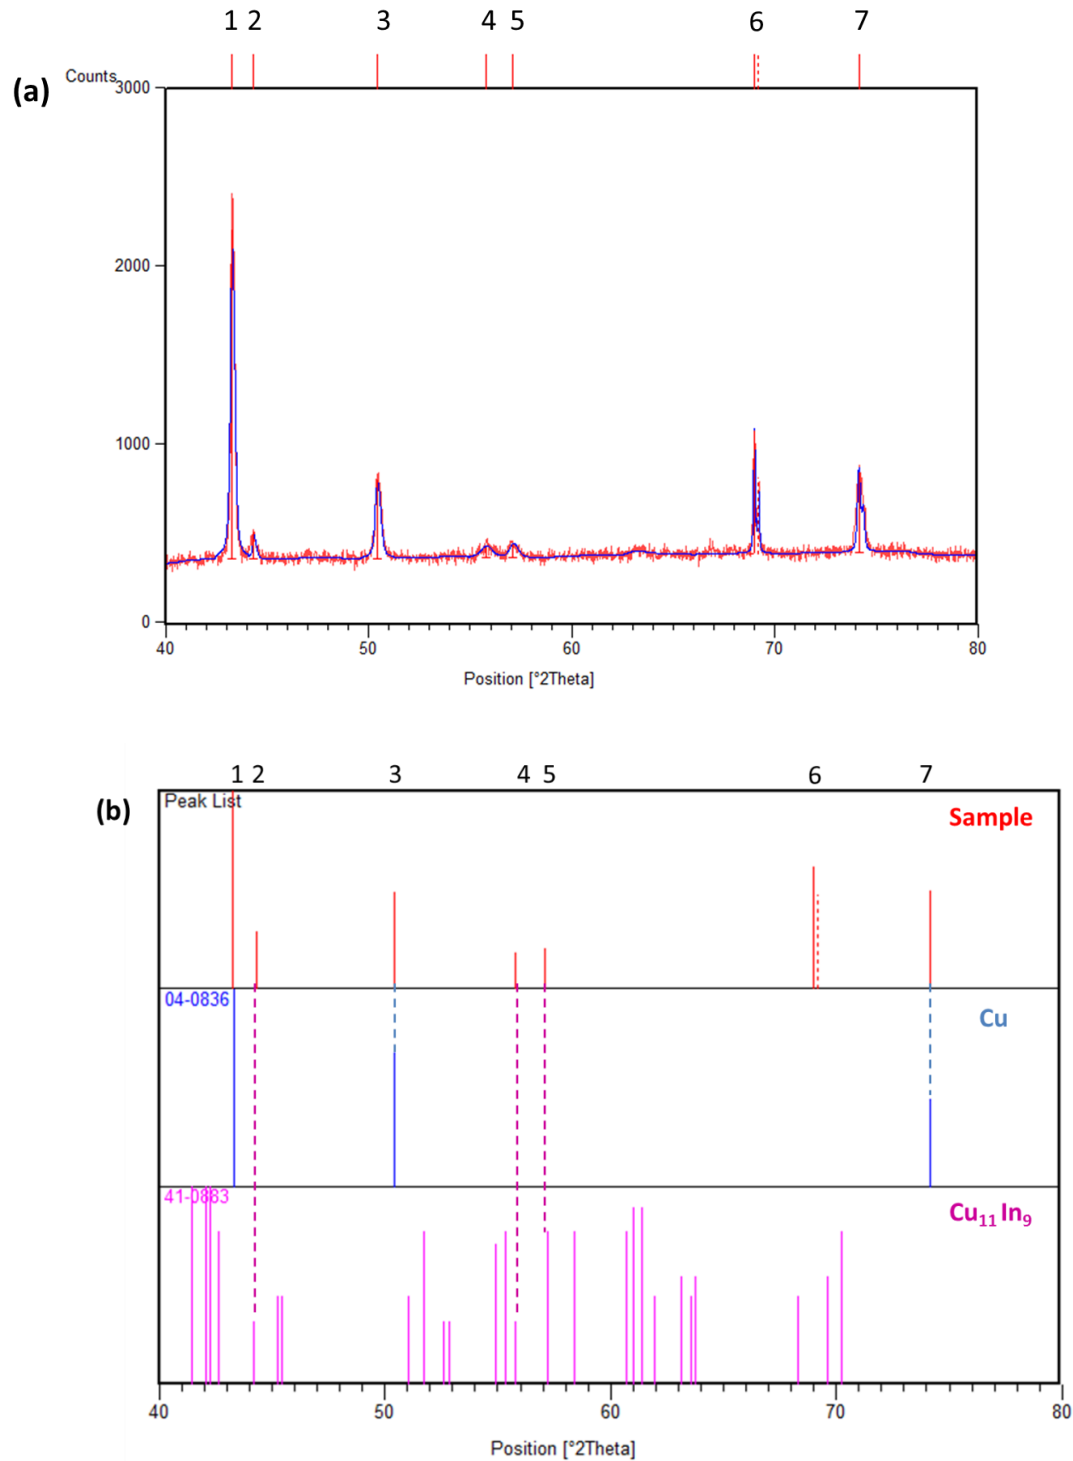 1 2 3 4 5 6 7
(a)
Counts
3000
2000
1000
0
40 50 60 70 80
Position [°2Theta]
1 2 3 4 5 6 7
(b)
Peak List
Sample
04-0836
Cu
41-0883
Cu₁₁In₉
40 50 60 70 80
Position [°2Theta]